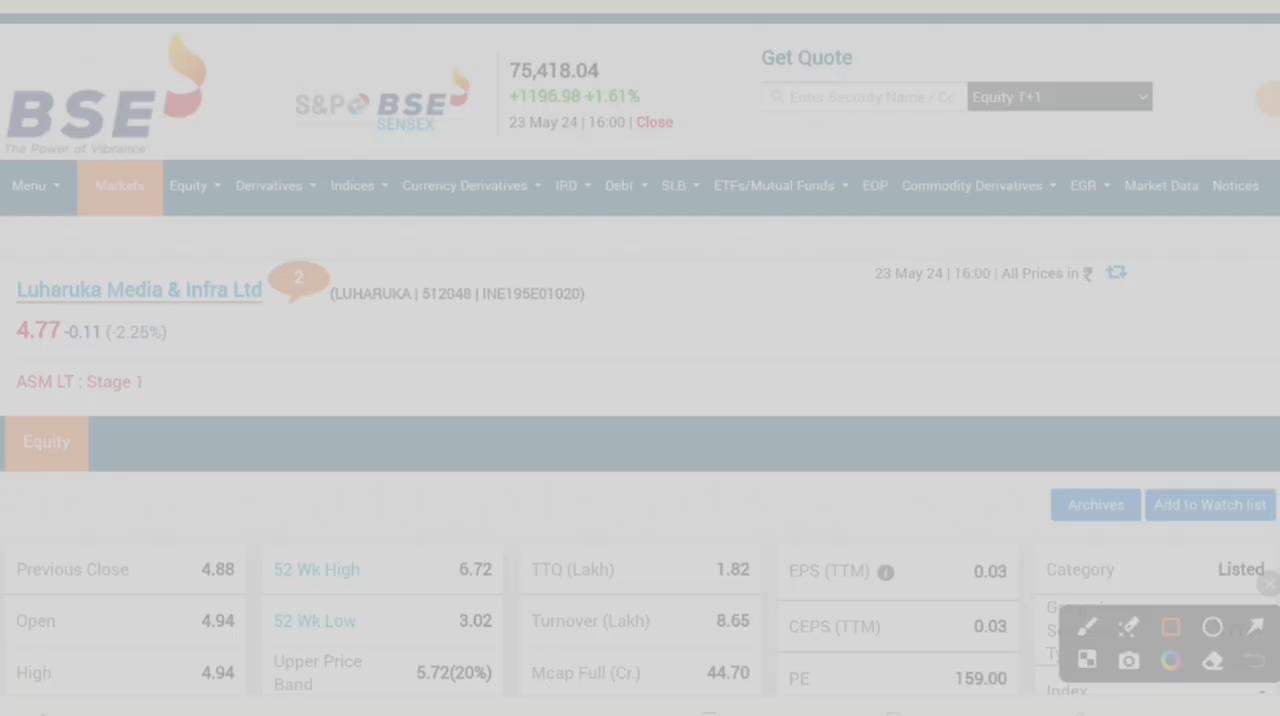 BSE
The Power of Vibrance
S&P BSE
SENSEX
75,418.04
+1196.98 +1.61%
23 May 24 | 16:00 | Close
Get Quote
Enter Security Name / Co
Equity T+1
Menu Markets Equity Derivatives Indices Currency Derivatives IRD Debt SLB ETFs/Mutual Funds EOP Commodity Derivatives EGR Market Data Notices
Luharuka Media & Infra Ltd 2 (LUHARUKA | 512048 | INE195E01020)
23 May 24 | 16:00 | All Prices in ₹
4.77 -0.11 (-2.25%)
ASM LT : Stage 1
Equity
Archives Add to Watch list
Previous Close 4.88
Open 4.94
High 4.94
52 Wk High 6.72
52 Wk Low 3.02
Upper Price
Band 5.72(20%)
TTQ (Lakh) 1.82
Turnover (Lakh) 8.65
Mcap Full (Cr.) 44.70
EPS (TTM) 0.03
CEPS (TTM) 0.03
PE 159.00
Category Listed
Index -